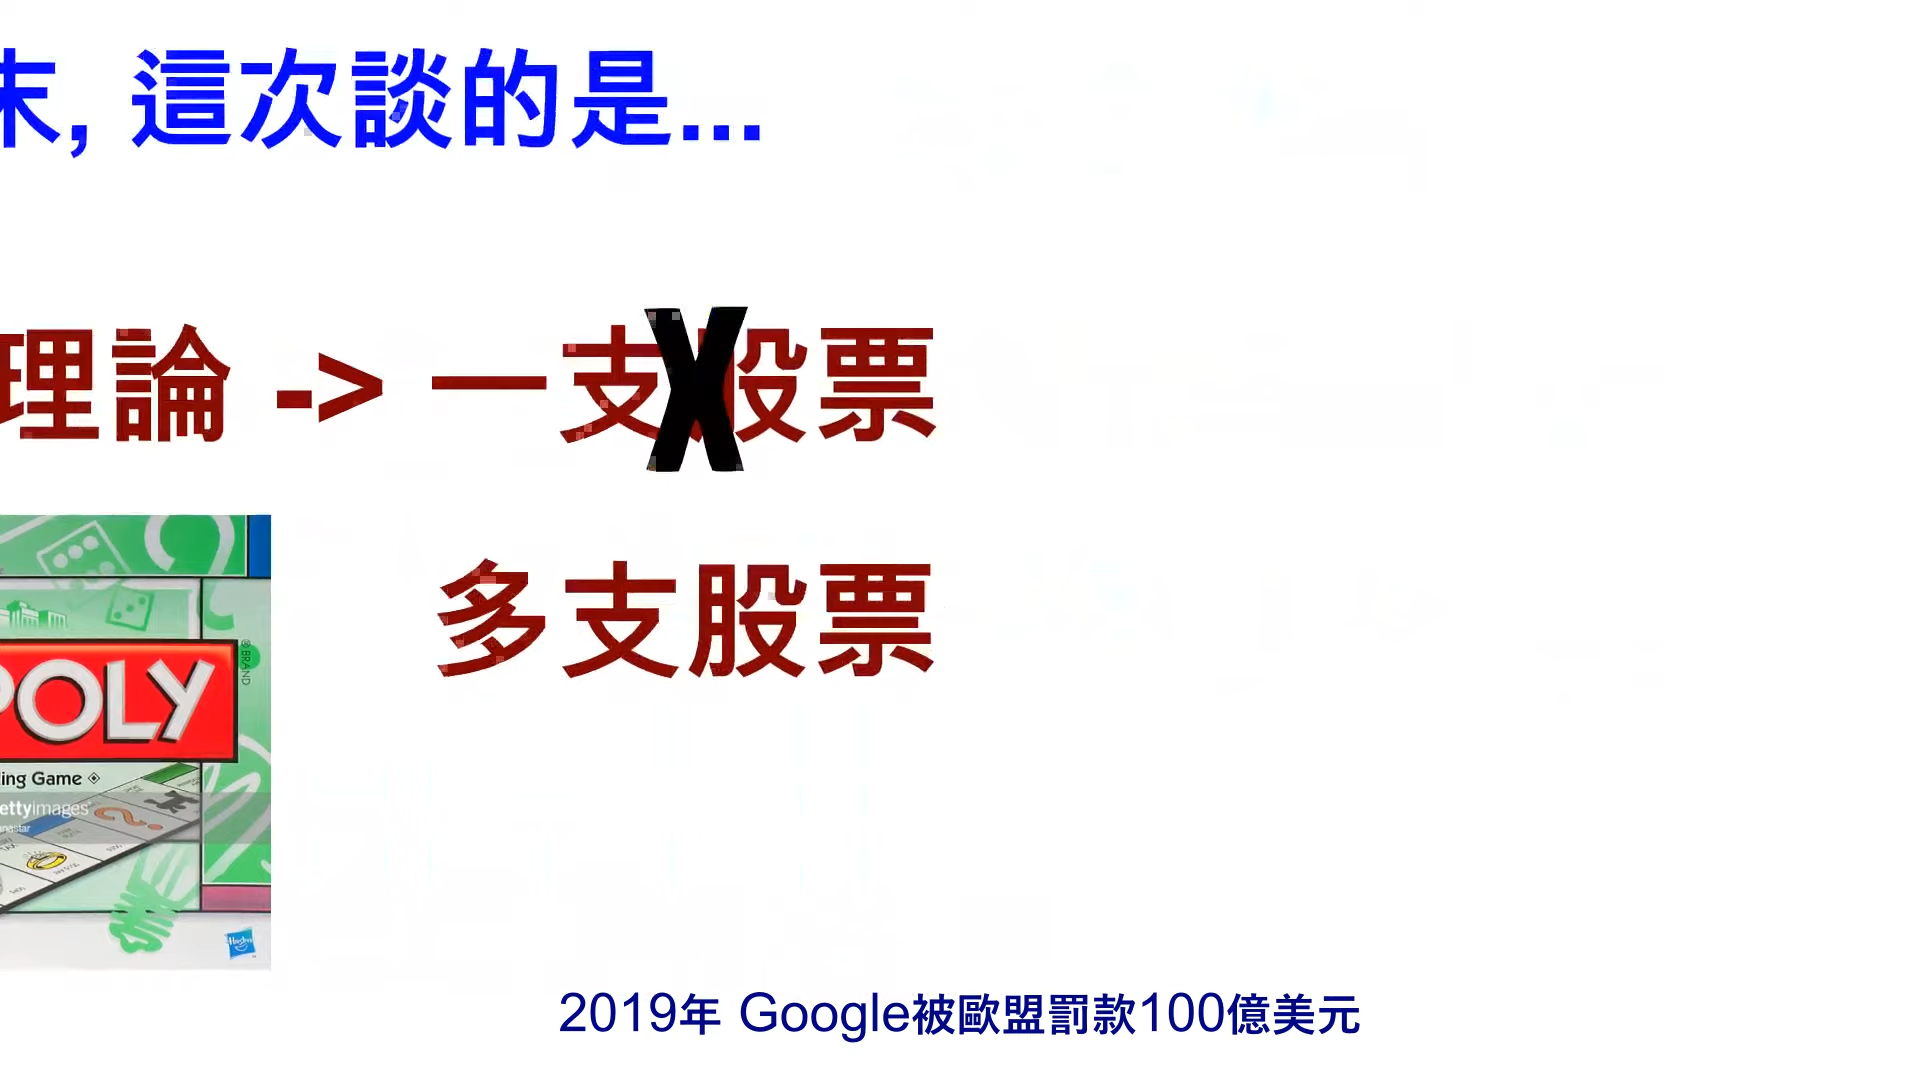 末, 這次談的是...
理論 -> 一支股票
X
多支股票
BRAND
POLY
ing Game
ettyimages
2019年 Google被歐盟罰款100億美元